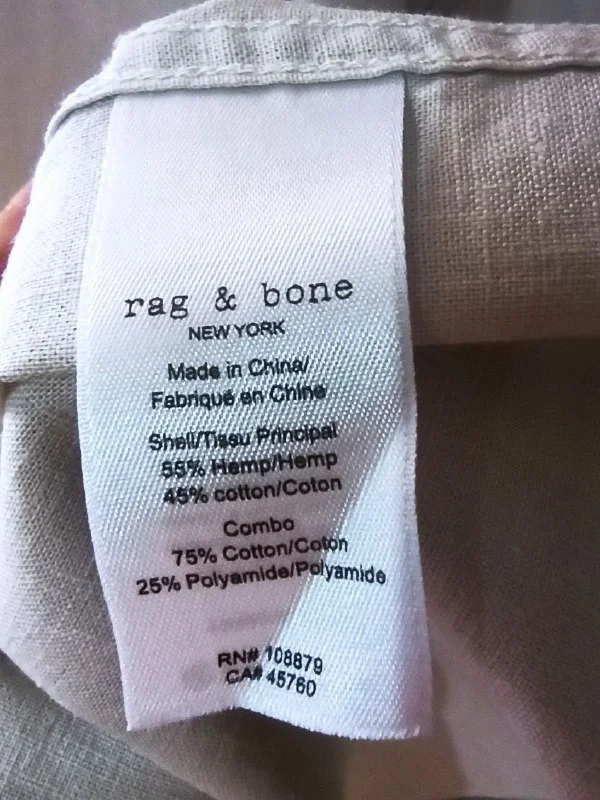 rag & bone
NEW YORK
Made in China/
Fabriqué en Chine
Shell/Tissu Principal
55% Hemp/Hemp
45% cotton/Coton
Combo
75% Cotton/Coton
25% Polyamide/Polyamide
RN# 108879
CA# 45760